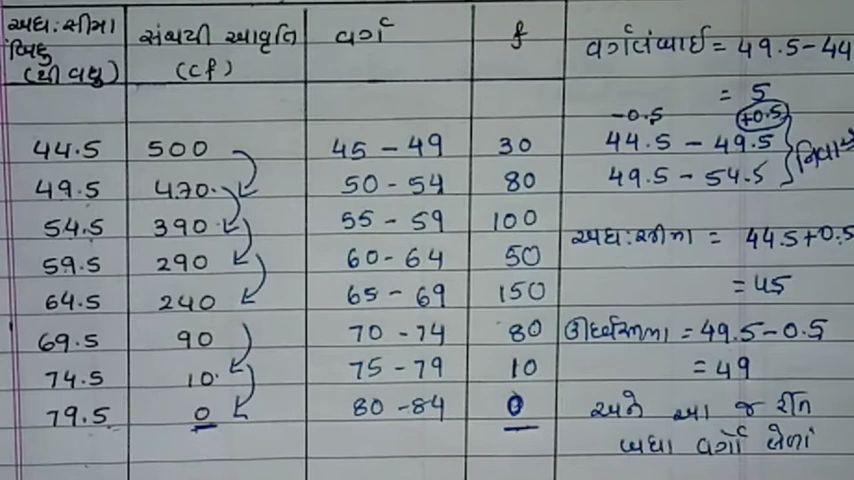 અધ:સીમા સંચયી આવૃતિ વર્ગ f
બિંદુ (cf)
(થી વધુ)
44.5 500 45 - 49 30
49.5 470 50 - 54 80
54.5 390 55 - 59 100
59.5 290 60 - 64 50
64.5 240 65 - 69 150
69.5 90 70 - 74 80
74.5 10 75 - 79 10
79.5 0 80 - 84 0
વર્ગલંબાઈ = 49.5 - 44
= 5
-0.5 +0.5
44.5 - 49.5
49.5 - 54.5
અધ:સીમા = 44.5+0.5
= 45
ઊર્ધ્વસીમા = 49.5-0.5
= 49
અને આ જ રીત
બધા વર્ગો લેનાં